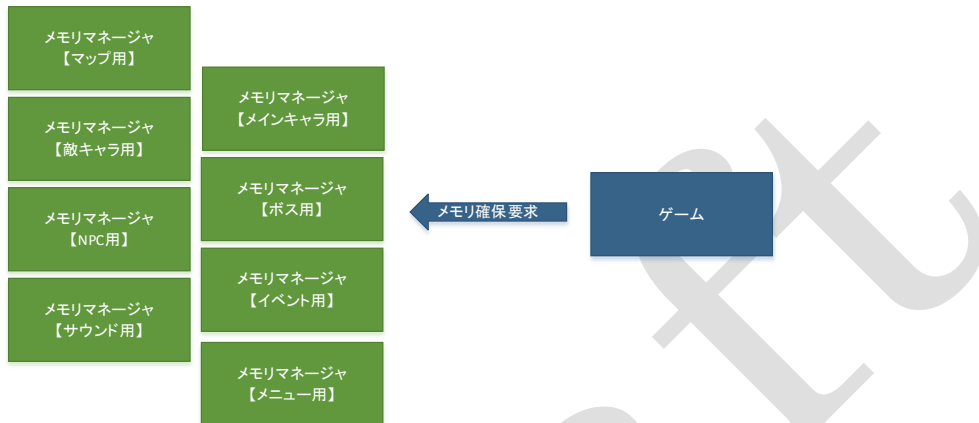 メモリマネージャ
【マップ用】
メモリマネージャ
【敵キャラ用】
メモリマネージャ
【NPC用】
メモリマネージャ
【サウンド用】
メモリマネージャ
【メインキャラ用】
メモリマネージャ
【ボス用】
メモリマネージャ
【イベント用】
メモリマネージャ
【メニュー用】
メモリ確保要求
ゲーム